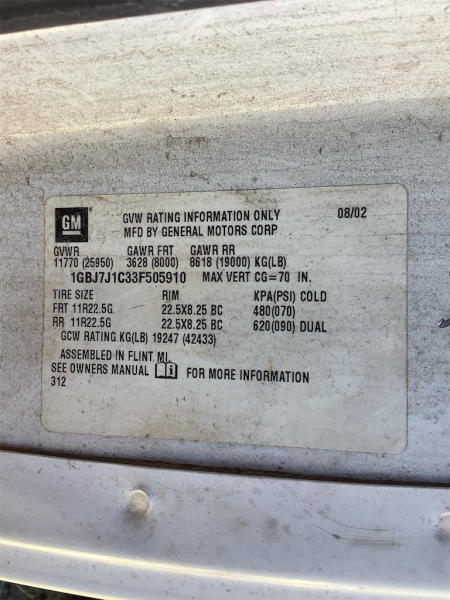 GM GVW RATING INFORMATION ONLY 08/02
MFD BY GENERAL MOTORS CORP
GVWR GAWR FRT GAWR RR
11770 (25950) 3628 (8000) 8618 (19000) KG(LB)
1GBJ7J1C33F505910 MAX VERT CG=70 IN.
TIRE SIZE RIM KPA(PSI) COLD
FRT 11R22.5G 22.5X8.25 BC 480(070)
RR 11R22.5G 22.5X8.25 BC 620(090) DUAL
GCW RATING KG(LB) 19247 (42433)
ASSEMBLED IN FLINT MI.
SEE OWNERS MANUAL FOR MORE INFORMATION
312